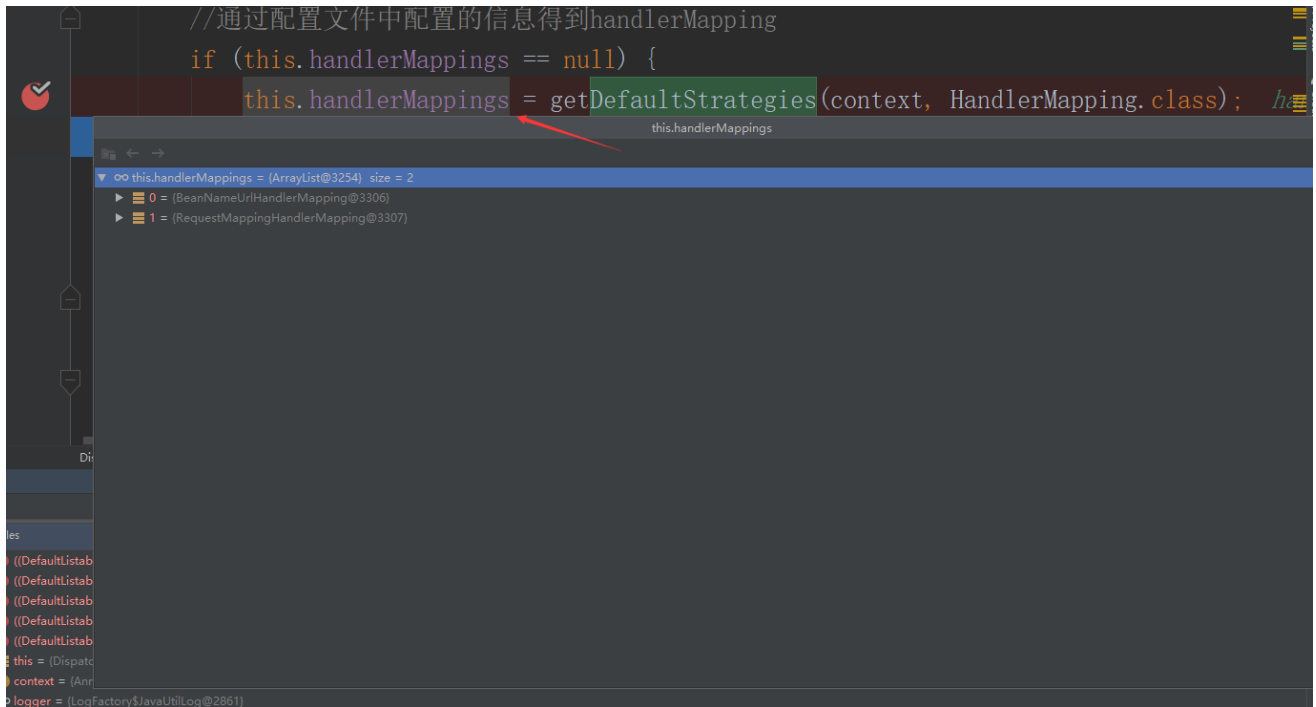 //通过配置文件中配置的信息得到handlerMapping
if (this.handlerMappings == null) {
this.handlerMappings = getDefaultStrategies(context, HandlerMapping.class);
this.handlerMappings
this.handlerMappings = {ArrayList@3254} size = 2
0 = {BeanNameUrlHandlerMapping@3306}
1 = {RequestMappingHandlerMapping@3307}
((DefaultListab
((DefaultListab
((DefaultListab
((DefaultListab
((DefaultListab
this = {Dispatc
context = {Ann
logger = {LogFactory$JavaUtilLog@2861}